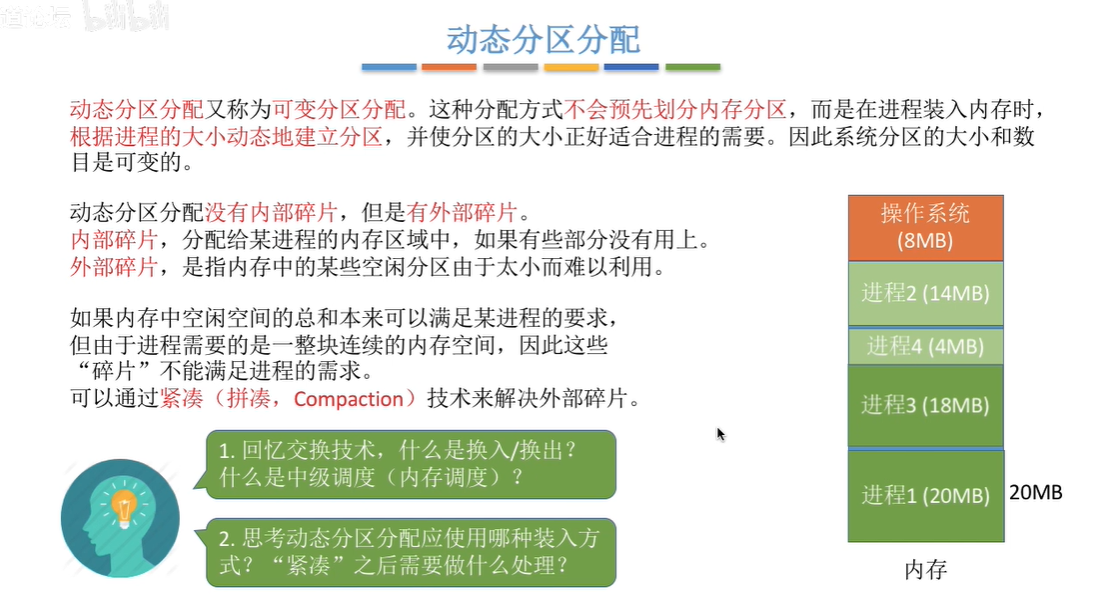 动态分区分配
动态分区分配又称为可变分区分配。这种分配方式不会预先划分内存分区，而是在进程装入内存时，
根据进程的大小动态地建立分区，并使分区的大小正好适合进程的需要。因此系统分区的大小和数
目是可变的。
动态分区分配没有内部碎片，但是有外部碎片。
内部碎片，分配给某进程的内存区域中，如果有些部分没有用上。
外部碎片，是指内存中的某些空闲分区由于太小而难以利用。
如果内存中空闲空间的总和本来可以满足某进程的要求，
但由于进程需要的是一整块连续的内存空间，因此这些
“碎片”不能满足进程的需求。
可以通过紧凑（拼凑，Compaction）技术来解决外部碎片。
1. 回忆交换技术，什么是换入/换出？
什么是中级调度（内存调度）？
2. 思考动态分区分配应使用哪种装入方
式？“紧凑”之后需要做什么处理？
操作系统
(8MB)
进程2 (14MB)
进程4 (4MB)
进程3 (18MB)
进程1 (20MB)
20MB
内存